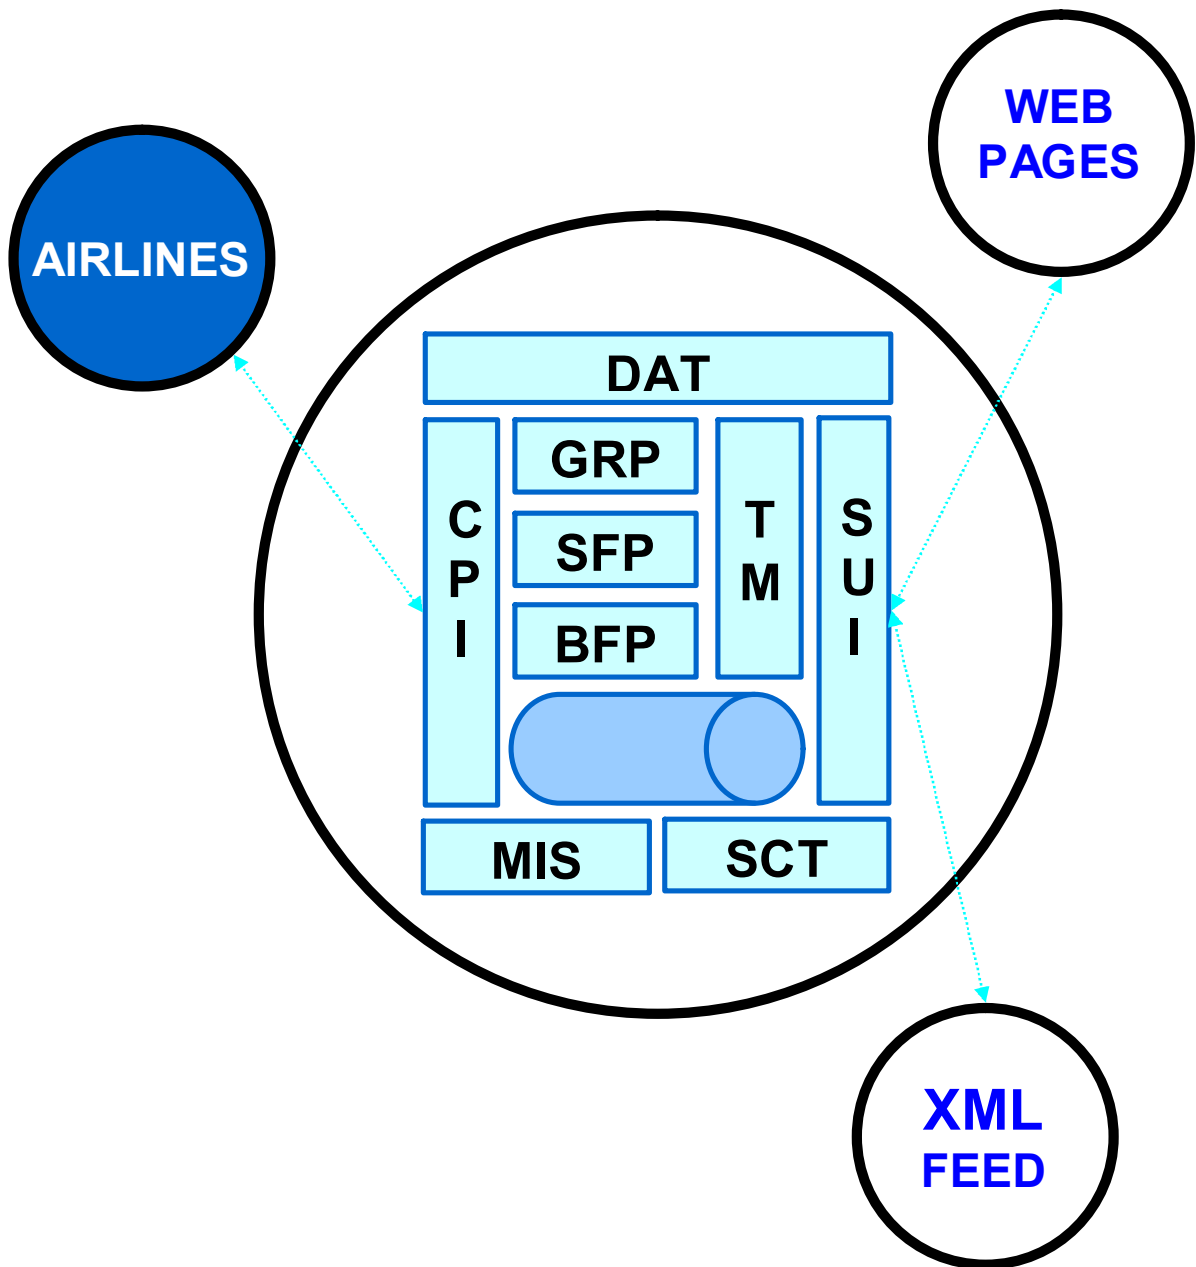 WEB
PAGES
AIRLINES
DAT
GRP
SFP
BFP
C
P
I
T
M
S
U
I
MIS
SCT
XML
FEED